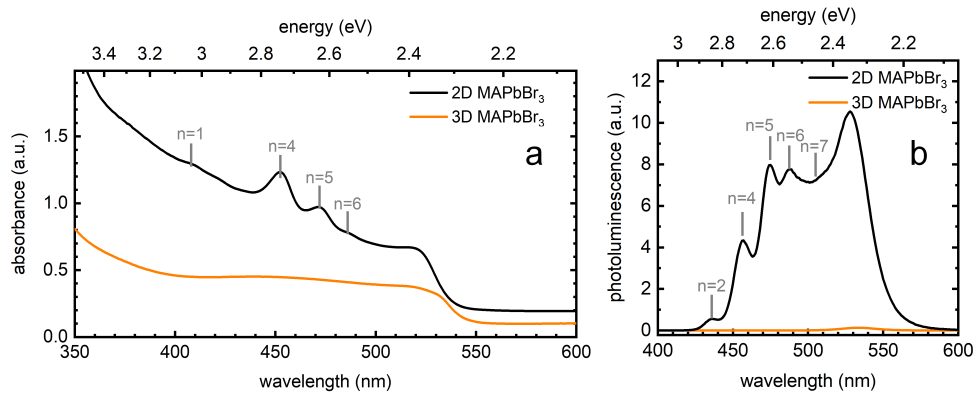 energy (eV)
3.4 3.2 3 2.8 2.6 2.4 2.2
2D MAPbBr3
3D MAPbBr3
1.5
1.0
0.5
0.0
absorbance (a.u.)
n=1
n=4
n=5
n=6
a
350 400 450 500 550 600
wavelength (nm)
energy (eV)
3 2.8 2.6 2.4 2.2
2D MAPbBr3
3D MAPbBr3
12
10
8
6
4
2
0
photoluminescence (a.u.)
n=5
n=6
n=7
n=4
n=2
b
400 450 500 550 600
wavelength (nm)